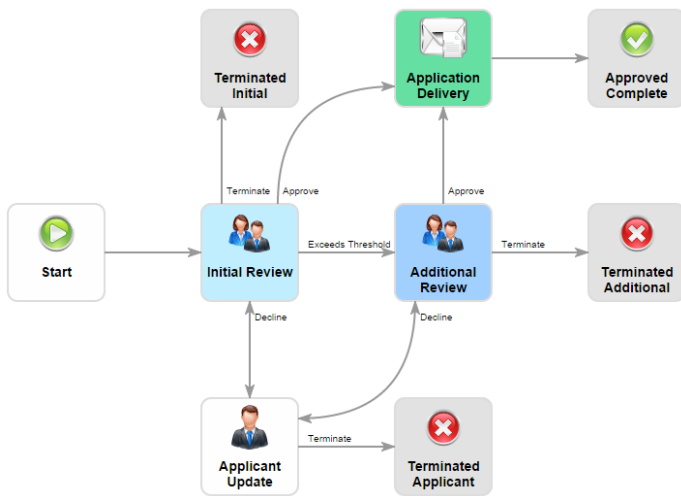 Terminated
Initial
Application
Delivery
Approved
Complete
Terminate
Approve
Approve
Start
Initial Review
Exceeds Threshold
Additional
Review
Terminate
Terminated
Additional
Decline
Decline
Applicant
Update
Terminate
Terminated
Applicant